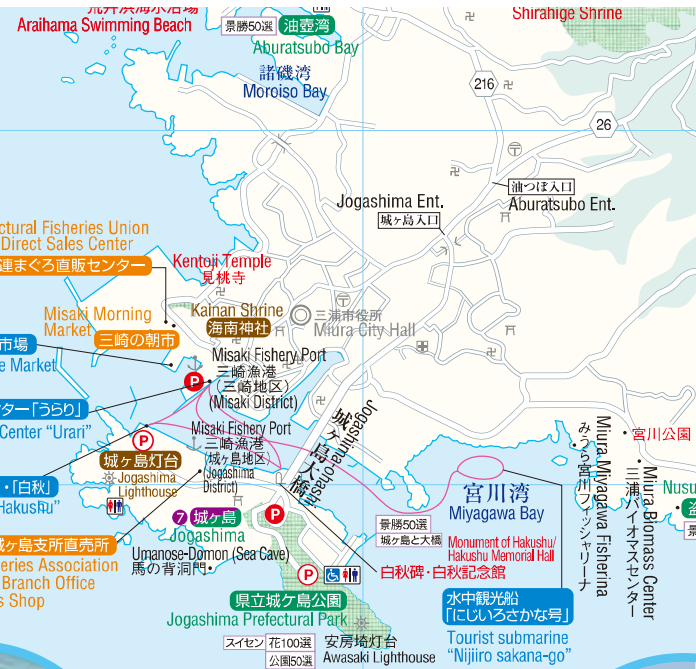 荒井浜海水浴場
Araihama Swimming Beach
景勝50選
油壺湾
Aburatsubo Bay
諸磯湾
Moroiso Bay
Shirahige Shrine
216
26
油つぼ入口
Aburatsubo Ent.
Jogashima Ent.
城ヶ島入口
ctural Fisheries Union
Direct Sales Center
連まぐろ直販センター
Kentoji Temple
見桃寺
Misaki Morning
Market
三崎の朝市
Kainan Shrine
海南神社
三浦市役所
Miura City Hall
市場
e Market
Misaki Fishery Port
三崎漁港
(三崎地区)
(Misaki District)
P
ター「うらり」
Center "Urari"
Misaki Fishery Port
三崎漁港
(城ヶ島地区)
(Jogashima
District)
P
城ヶ島灯台
Jogashima
Lighthouse
・「白秋」
Hakushu"
Jogashima-ohashi
城ヶ島大橋
7
城ヶ島
Jogashima
P
城ヶ島支所直売所
eries Association
Branch Office
s Shop
Umanose-Domon (Sea Cave)
馬の背洞門
P
県立城ケ島公園
Jogashima Prefectural Park
スイセン
花100選
公園50選
安房埼灯台
Awasaki Lighthouse
宮川湾
Miyagawa Bay
景勝50選
城ヶ島と大橋
Monument of Hakushu/
Hakushu Memorial Hall
白秋碑・白秋記念館
水中観光船
「にじいろさかな号」
Tourist submarine
"Nijiiro sakana-go"
宮川公園
Miura Miyagawa Fisherina
みうら宮川フィッシャリーナ
Miura Biomass Center
三浦バイオマスセンター
Nusu
盗
景